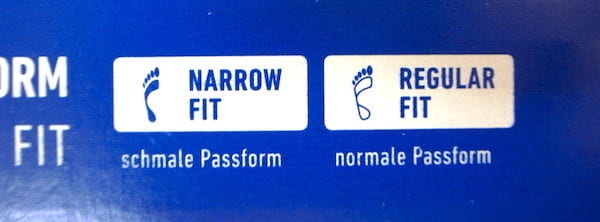 ORM
FIT
NARROW
FIT
schmale Passform
REGULAR
FIT
normale Passform